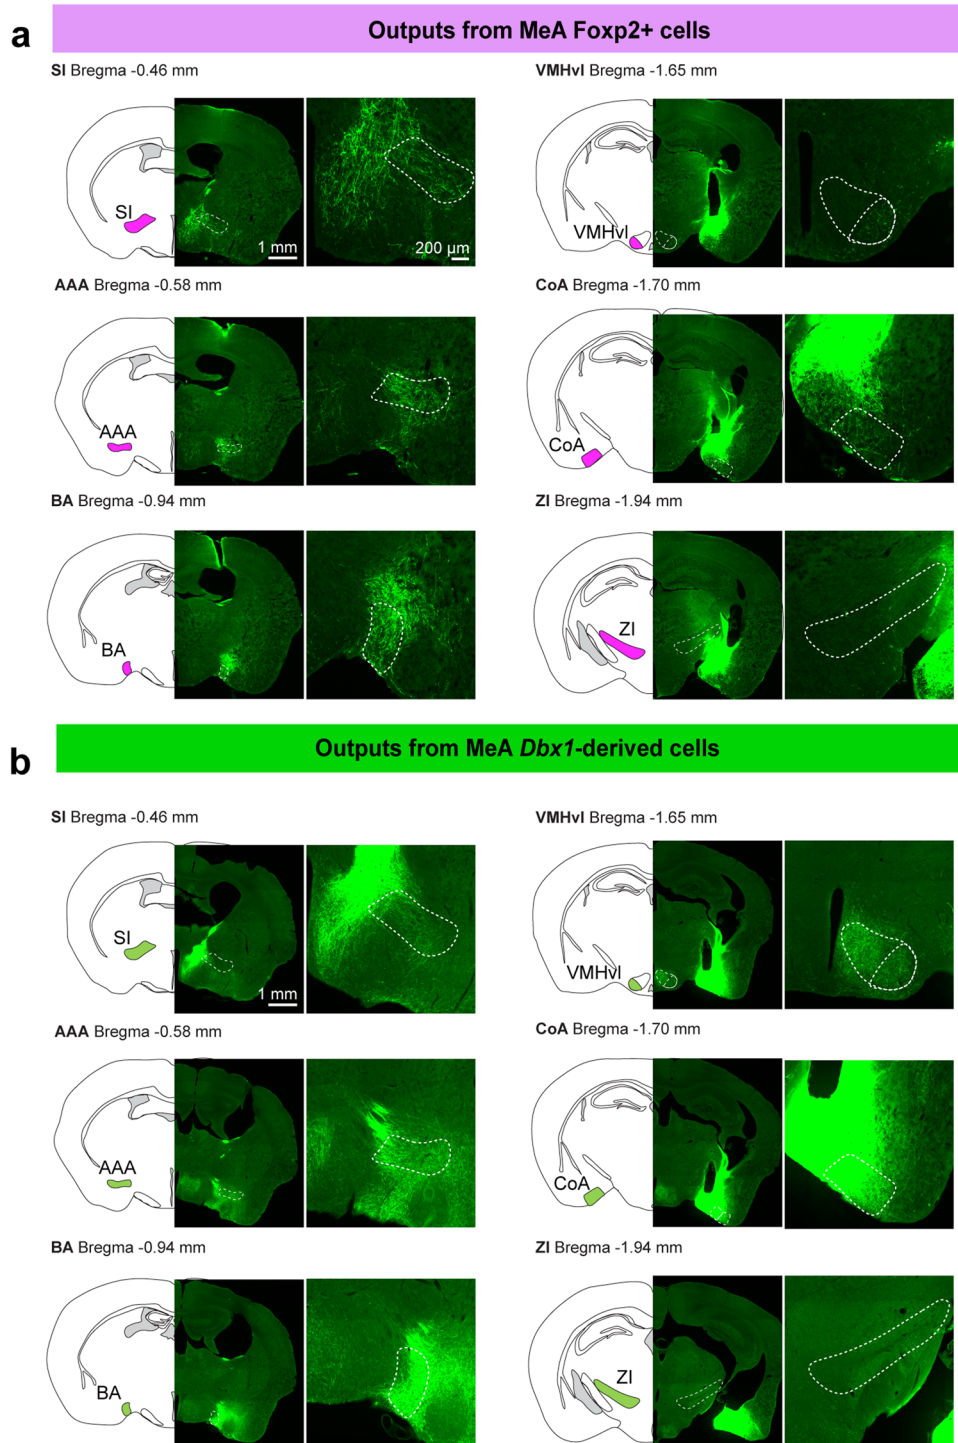 a
Outputs from MeA Foxp2+ cells
SI Bregma -0.46 mm
SI
1 mm
200 µm
AAA Bregma -0.58 mm
AAA
BA Bregma -0.94 mm
BA
VMHvl Bregma -1.65 mm
VMHvl
CoA Bregma -1.70 mm
CoA
ZI Bregma -1.94 mm
ZI
b
Outputs from MeA Dbx1-derived cells
SI Bregma -0.46 mm
SI
1 mm
AAA Bregma -0.58 mm
AAA
BA Bregma -0.94 mm
BA
VMHvl Bregma -1.65 mm
VMHvl
CoA Bregma -1.70 mm
CoA
ZI Bregma -1.94 mm
ZI